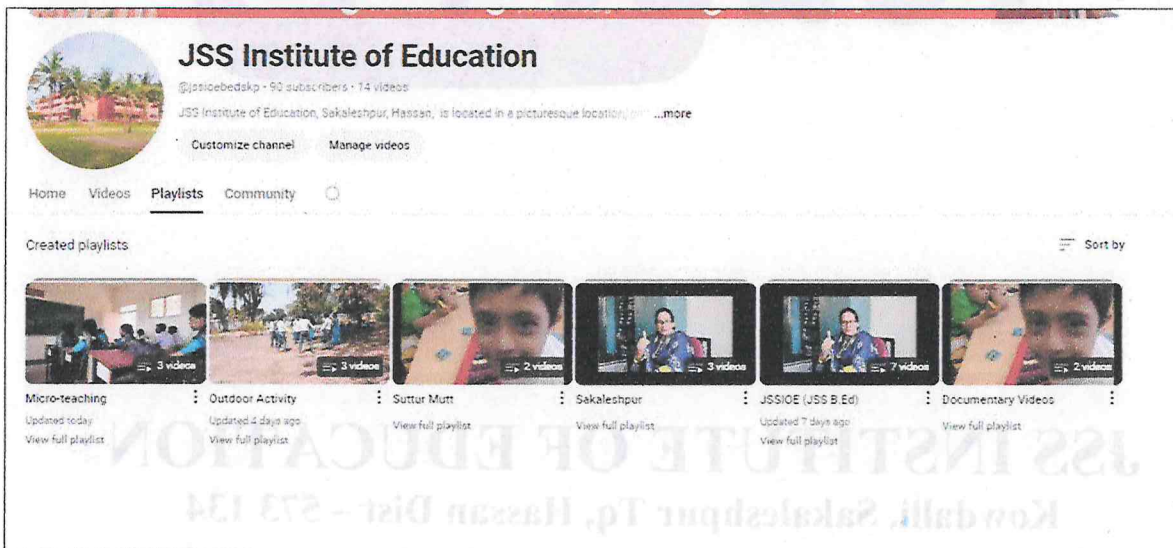 JSS Institute of Education
@jssioebedskp • 90 subscribers • 14 videos
JSS Institute of Education, Sakaleshpur, Hassan, is located in a picturesque location, ...more
Customize channel Manage videos
Home Videos Playlists Community
Created playlists Sort by
3 videos 3 videos 2 videos 3 videos 7 videos 2 videos
Micro-teaching Outdoor Activity Suttur Mutt Sakaleshpur JSSIOE (JSS B.Ed) Documentary Videos
Updated today Updated 4 days ago View full playlist View full playlist Updated 7 days ago View full playlist
View full playlist View full playlist View full playlist
JSS INSTITUTE OF EDUCATION
Kowdalli, Sakaleshpur Tq, Hassan Dist - 573 134